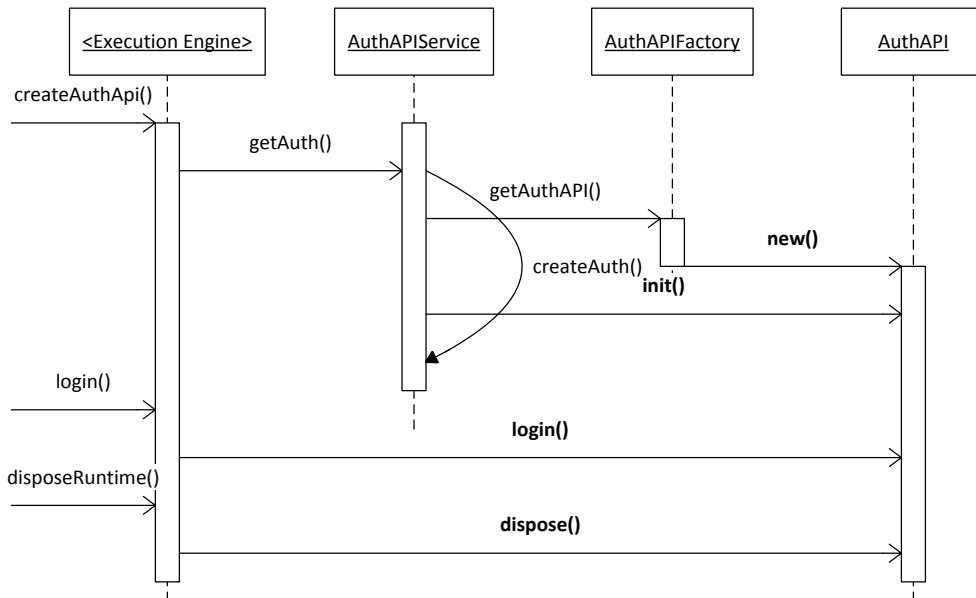 <Execution Engine>
AuthAPIService
AuthAPIFactory
AuthAPI
createAuthApi()
getAuth()
getAuthAPI()
new()
createAuth()
init()
login()
login()
disposeRuntime()
dispose()